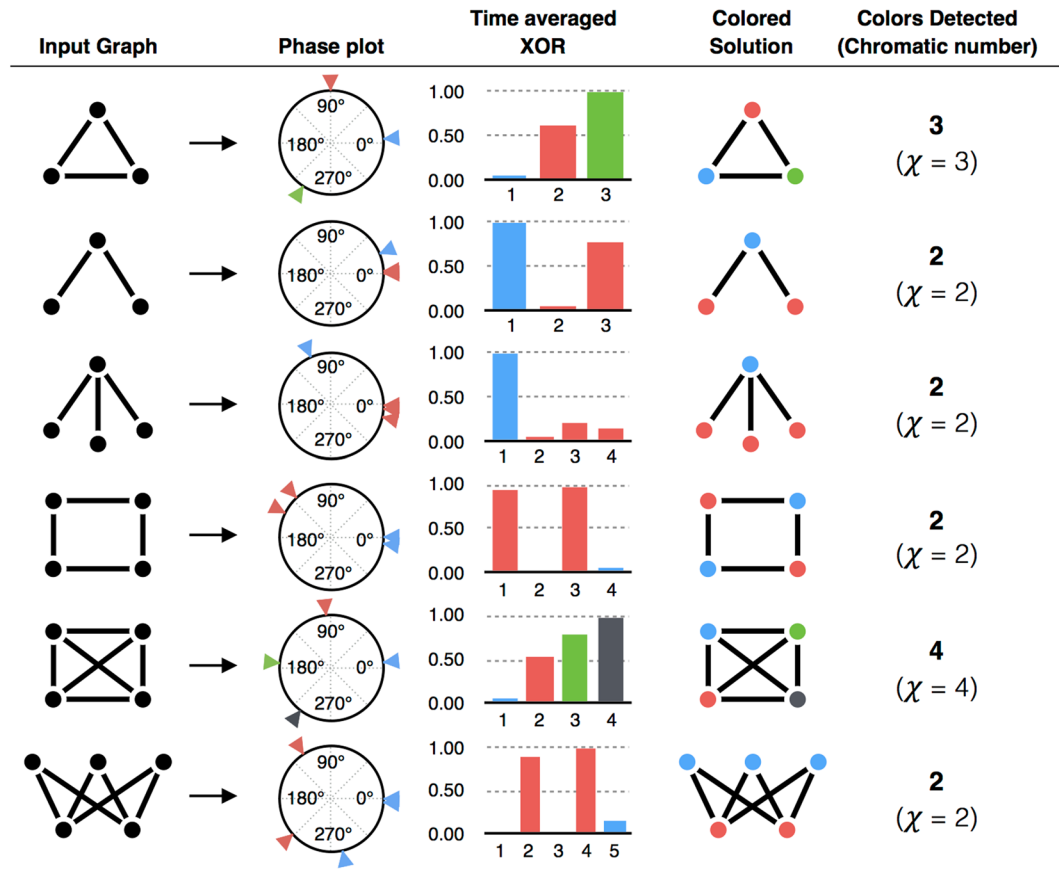 Input Graph
Phase plot
Time averaged
XOR
Colored
Solution
Colors Detected
(Chromatic number)
90°
180° 0°
270°
1.00
0.50
0.00
1 2 3
3
(χ = 3)
90°
180° 0°
270°
1.00
0.50
0.00
1 2 3
2
(χ = 2)
90°
180° 0°
270°
1.00
0.50
0.00
1 2 3 4
2
(χ = 2)
90°
180° 0°
270°
1.00
0.50
0.00
1 2 3 4
2
(χ = 2)
90°
180° 0°
270°
1.00
0.50
0.00
1 2 3 4
4
(χ = 4)
90°
180° 0°
270°
1.00
0.50
0.00
1 2 3 4 5
2
(χ = 2)